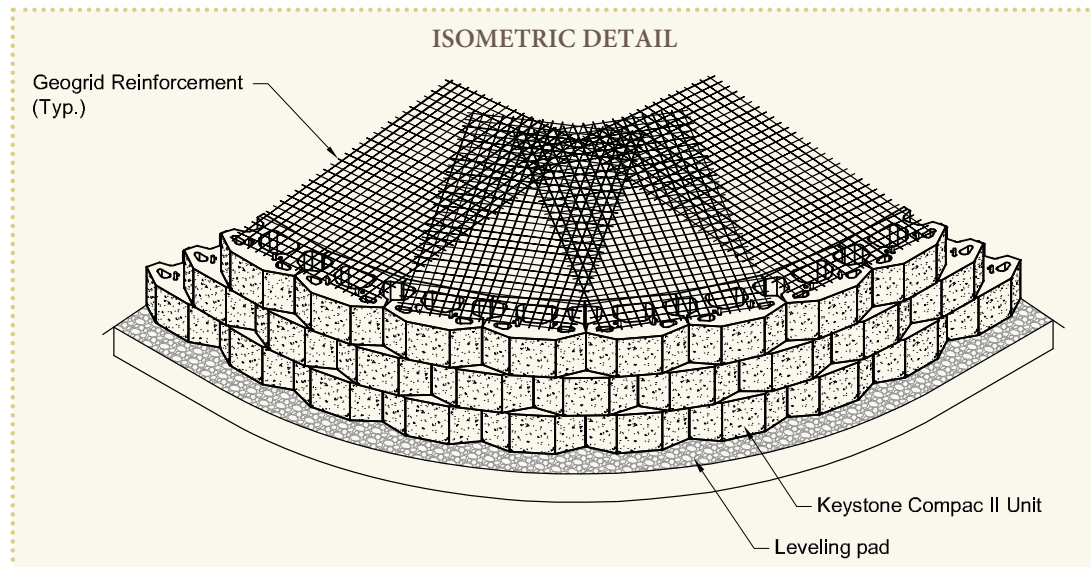 ISOMETRIC DETAIL
Geogrid Reinforcement
(Typ.)
Keystone Compac II Unit
Leveling pad